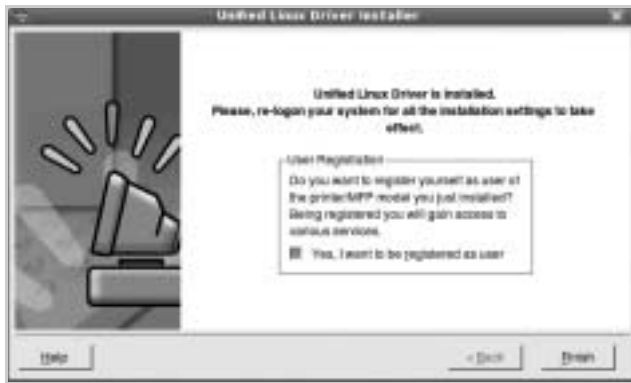 Unified Linux Driver Installer
Unified Linux Driver is installed.
Please, re-logon your system for all the installation settings to take
effect.
User Registration
Do you want to register yourself as user of
the printer/MFP model you just installed?
Being registered you will gain access to
various services.
Yes, I want to be registered as user
Help
< Back
Finish